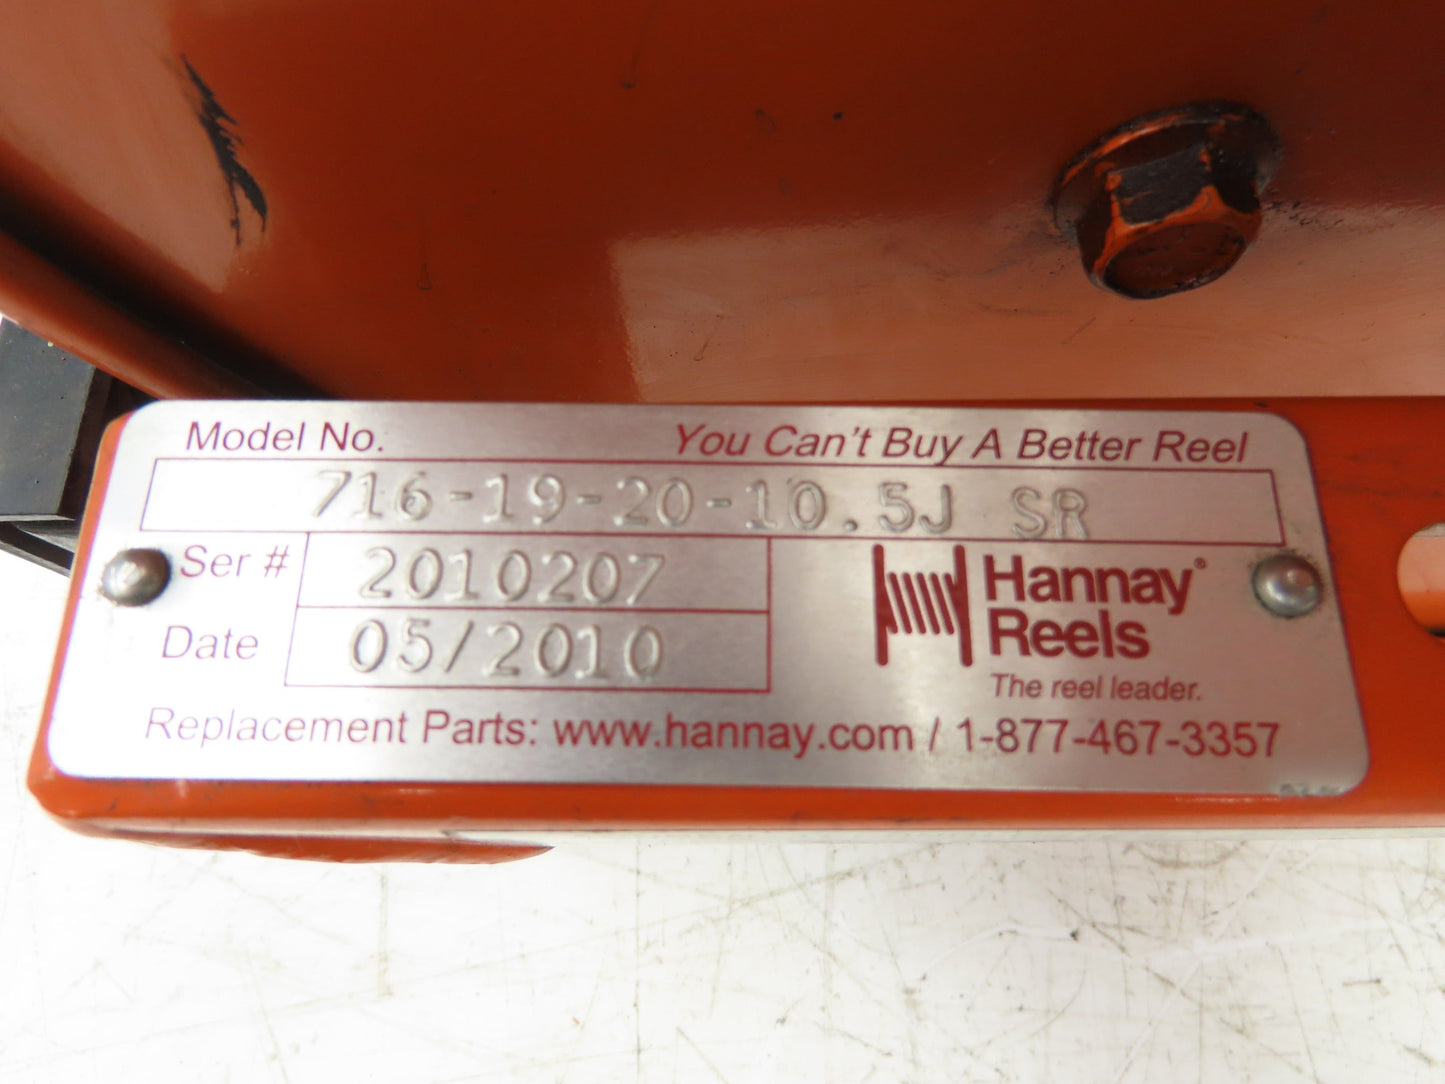 Model No. You Can't Buy A Better Reel
716-19-20-10.5J SR
Ser # 2010207
Date 05/2010
Hannay®
Reels
The reel leader.
Replacement Parts: www.hannay.com / 1-877-467-3357